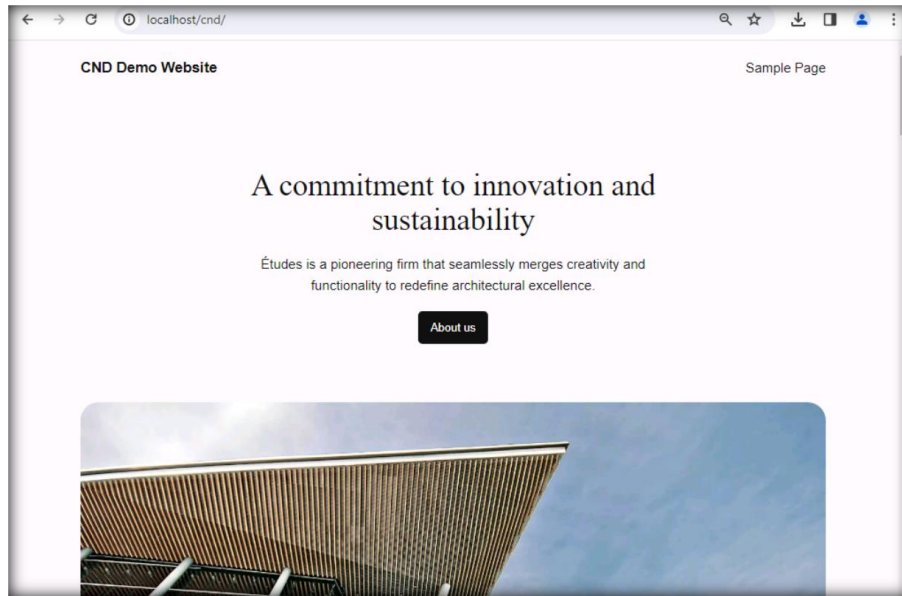 localhost/cnd/
CND Demo Website
Sample Page
A commitment to innovation and
sustainability
Études is a pioneering firm that seamlessly merges creativity and
functionality to redefine architectural excellence.
About us